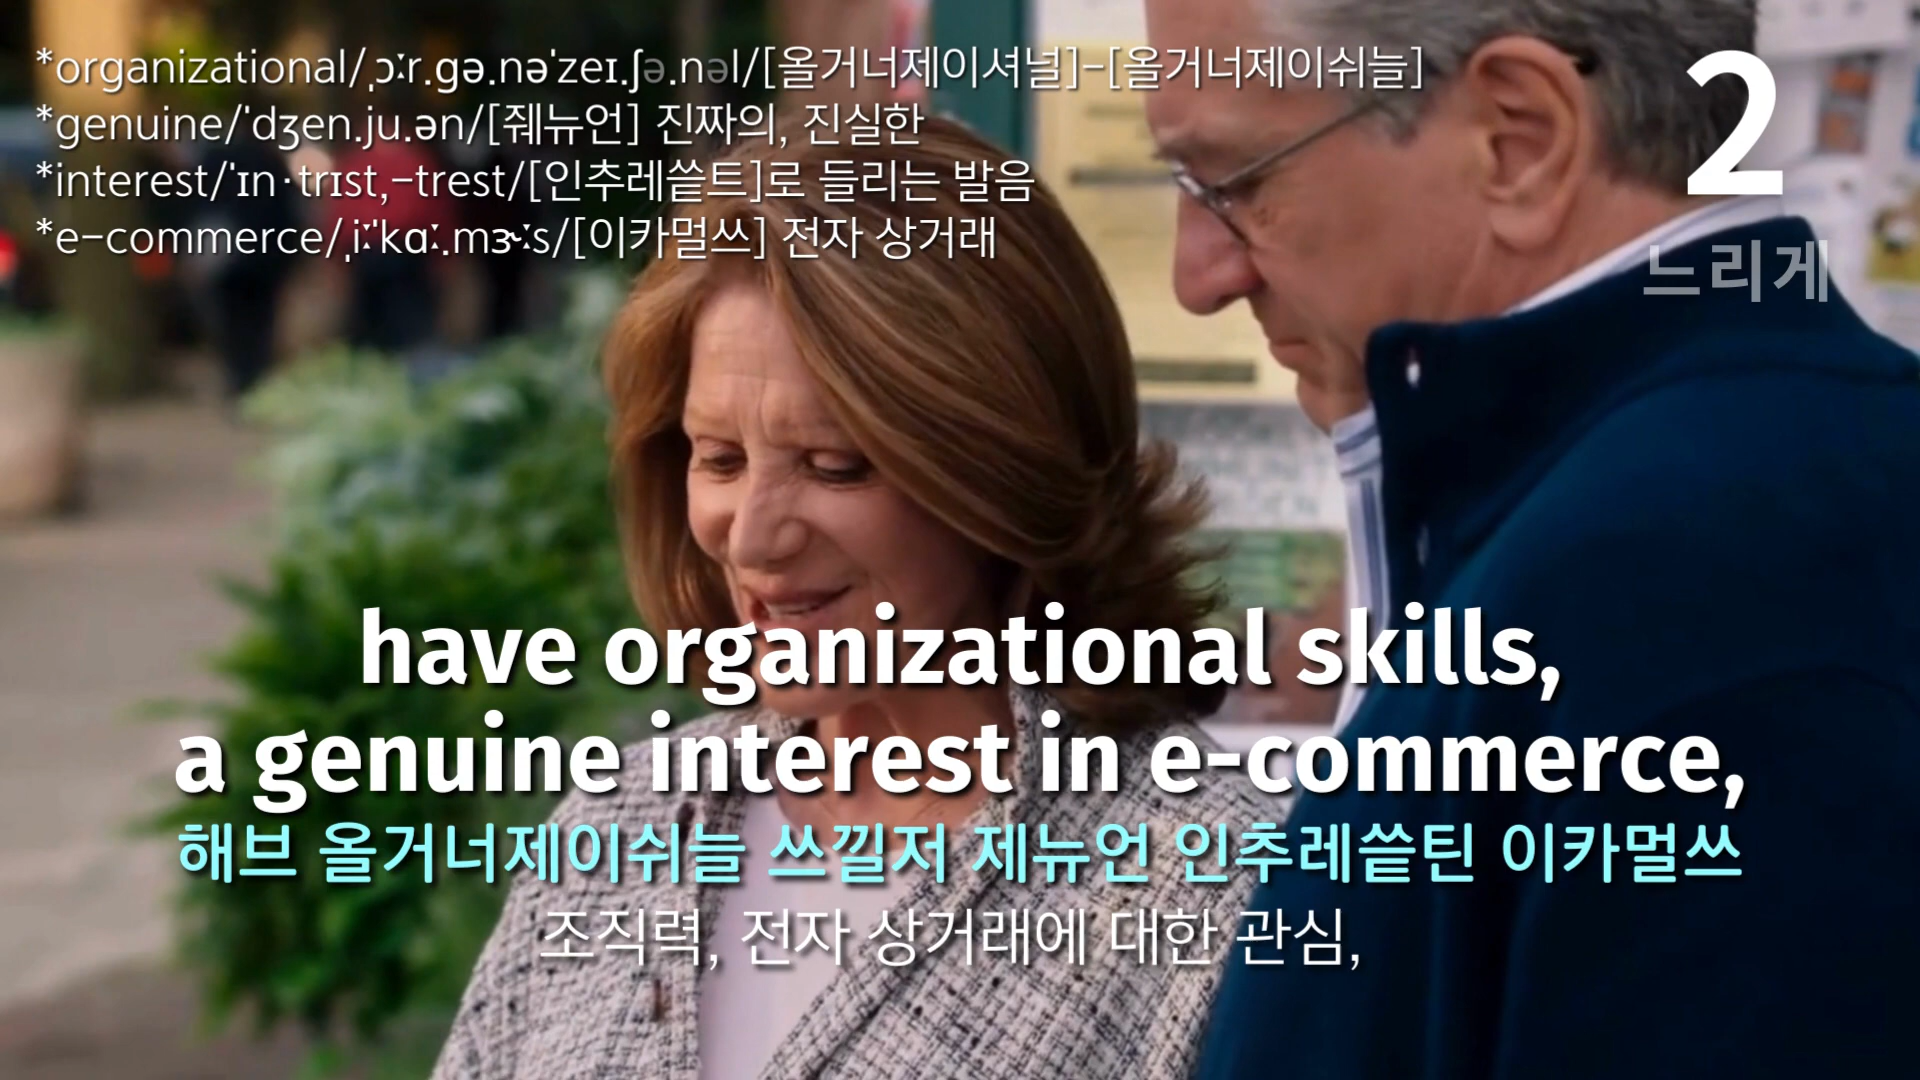 *organizational/ˌɔːr.ɡə.nəˈzeɪ.ʃə.nəl/[올거너제이셔널]-[올거너제이쉬늘]
*genuine/ˈdʒen.ju.ən/[줴뉴언] 진짜의, 진실한
*interest/ˈɪn·trɪst,-trest/[인추레쓭트]로 들리는 발음
*e-commerce/ˌiːˈkɑː.mɝːs/[이카멀쓰] 전자 상거래
2
느리게
have organizational skills,
a genuine interest in e-commerce,
해브 올거너제이쉬늘 쓰낄저 제뉴언 인추레쓭틴 이카멀쓰
조직력, 전자 상거래에 대한 관심,